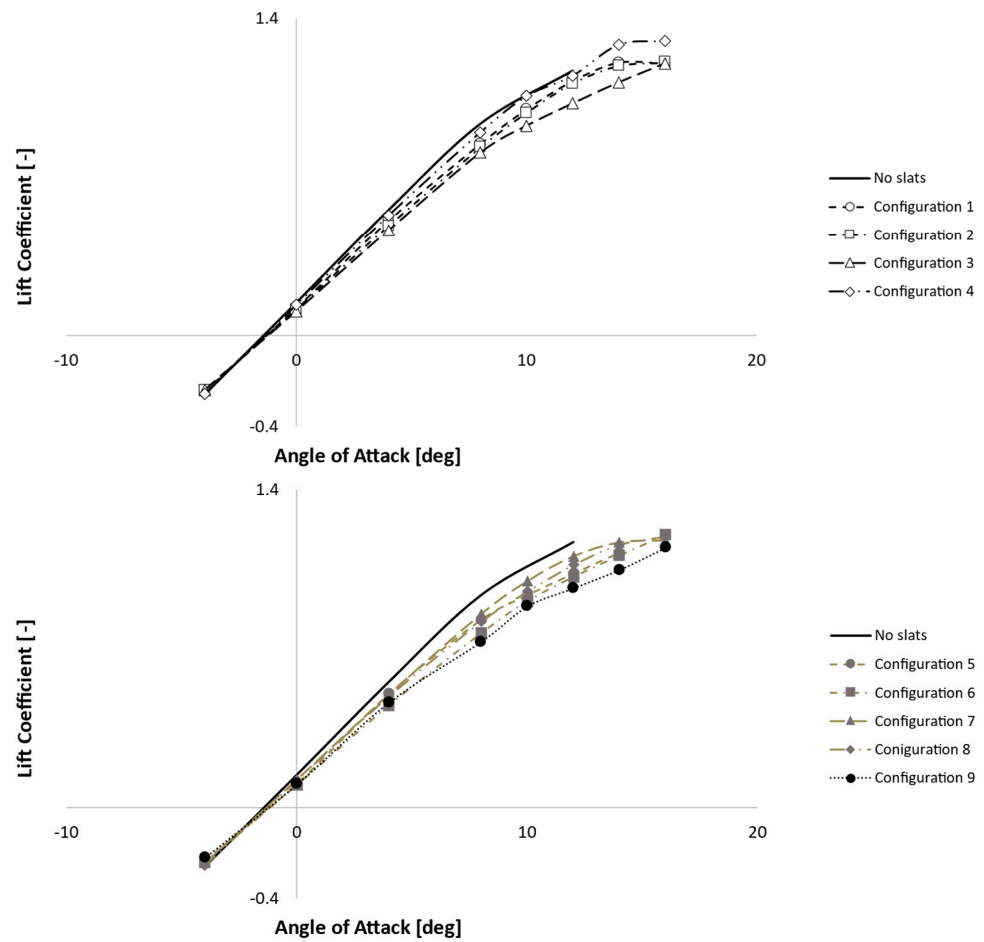 1.4
Lift Coefficient [-]
No slats
Configuration 1
Configuration 2
Configuration 3
Configuration 4
-10
0
10
20
-0.4
Angle of Attack [deg]
1.4
Lift Coefficient [-]
No slats
Configuration 5
Configuration 6
Configuration 7
Coniguration 8
Configuration 9
-10
0
10
20
-0.4
Angle of Attack [deg]